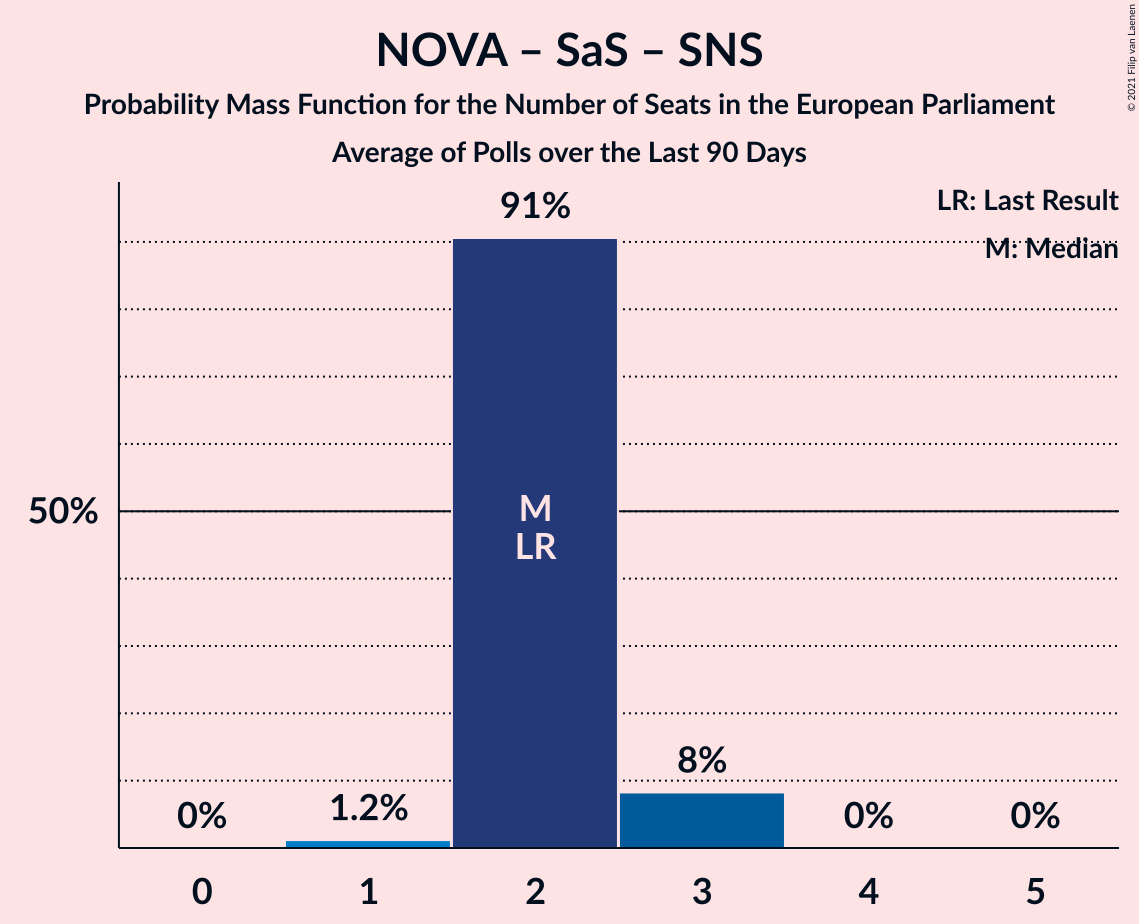 NOVA – SaS – SNS
Probability Mass Function for the Number of Seats in the European Parliament
Average of Polls over the Last 90 Days
© 2021 Filip van Laenen
LR: Last Result
M: Median
91%
50%
M
LR
8%
1.2%
0%
0%
0%
0 1 2 3 4 5